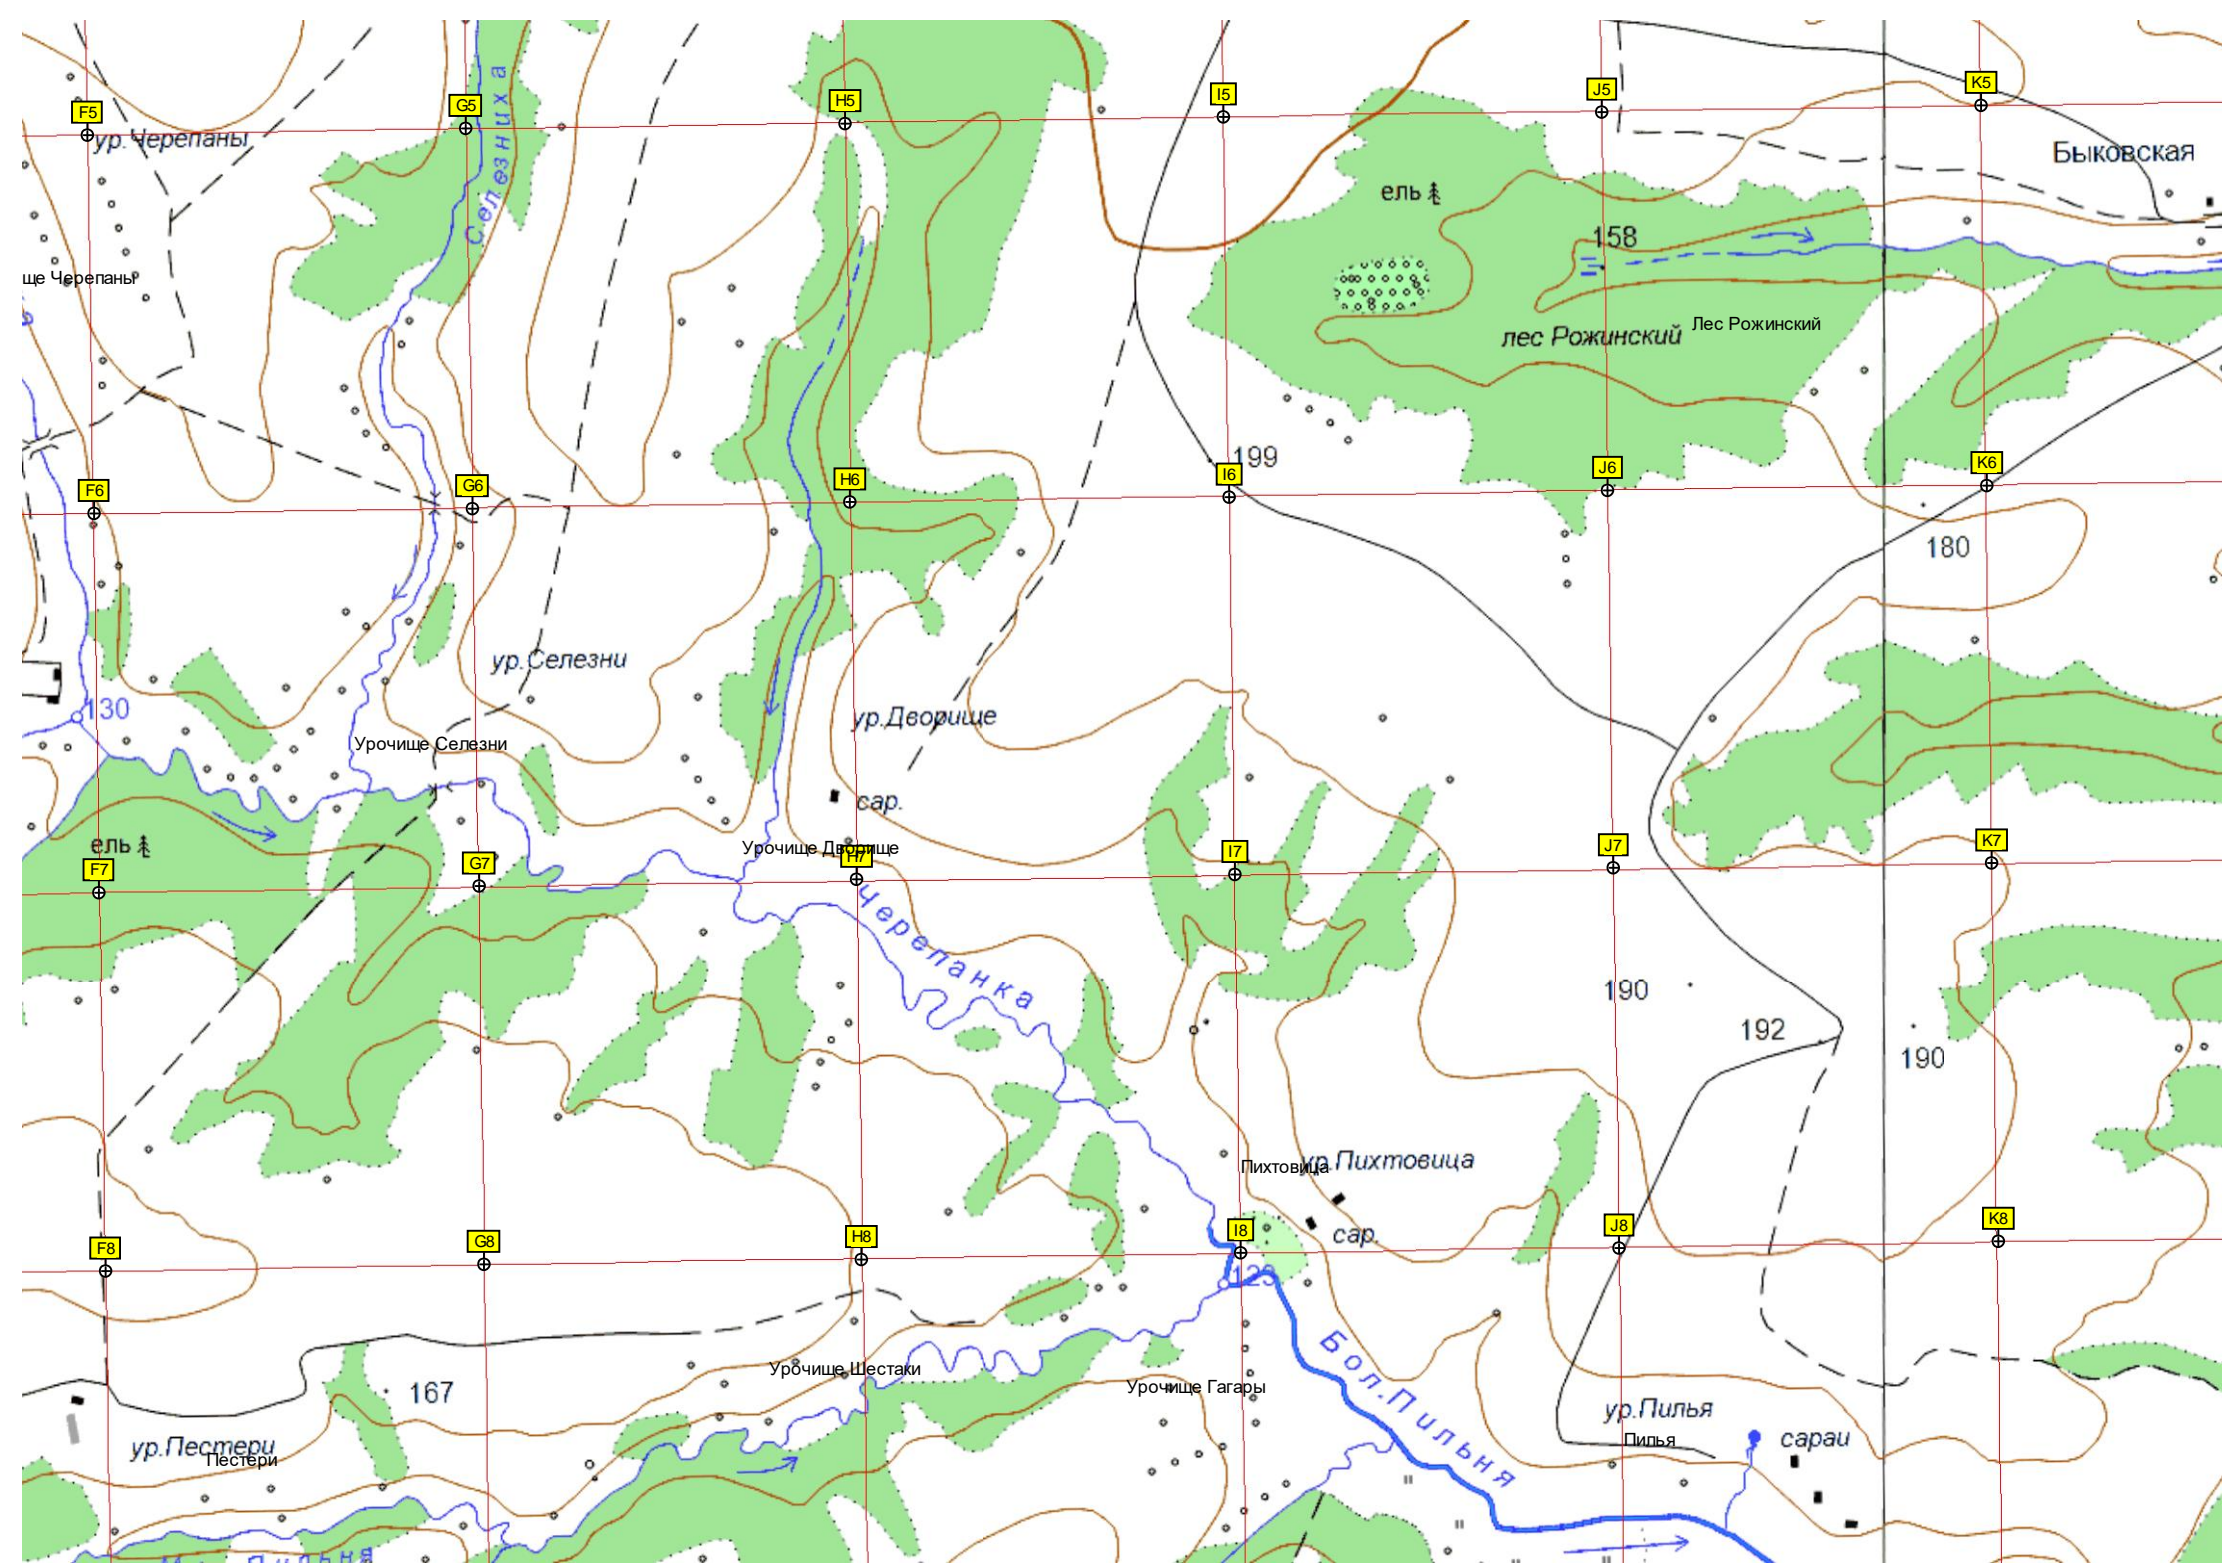 F5
G5
H5
I5
J5
K5
ур.Черепаны
Селезниха
Быковская
ель
158
ще Черепаны
лес Рожинский
Лес Рожинский
199
F6
G6
H6
I6
J6
K6
180
ур.Селезни
130
Урочище Селезни
ур.Дворище
сар.
Урочище Дворище
ель
F7
G7
H7
I7
J7
K7
Черепанка
190
192
190
ур.Пихтовица
Пихтовица
сар.
F8
G8
H8
I8
J8
K8
123
Бол.Пильня
Урочище Шестаки
Урочище Гагары
167
ур.Пестери
Пестери
ур.Пилья
Пилья
сараи